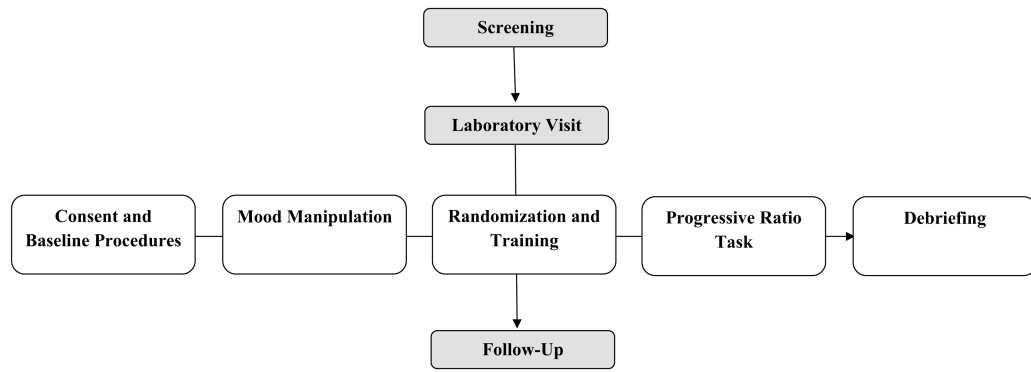 Screening
Laboratory Visit
Consent and
Baseline Procedures
Mood Manipulation
Randomization and
Training
Progressive Ratio
Task
Debriefing
Follow-Up